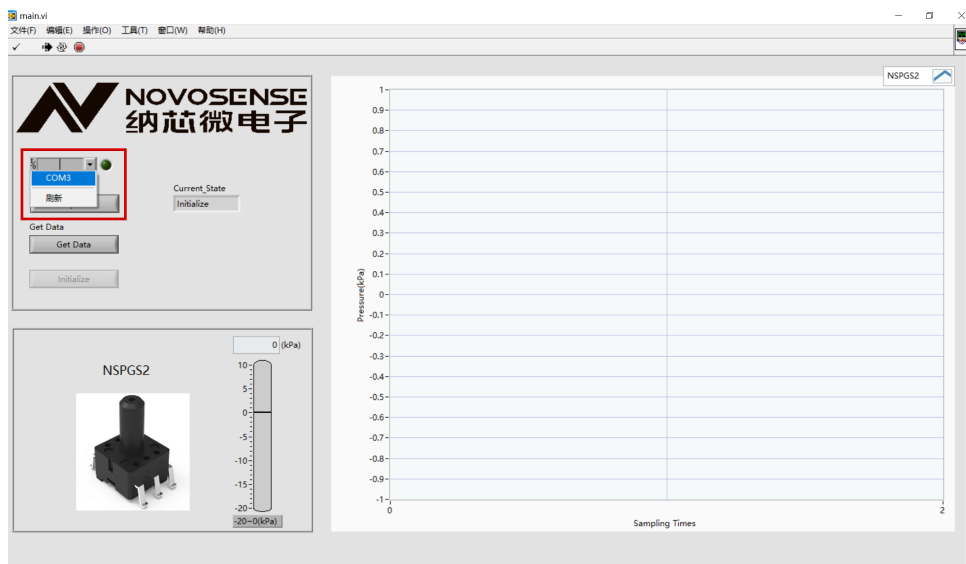 main.vi
文件(F) 编辑(E) 操作(O) 工具(T) 窗口(W) 帮助(H)
NOVOSENSE
纳芯微电子
COM3
刷新
Current_State
Initialize
Get Data
Get Data
Initialize
NSPGS2
0 (kPa)
10
5
0
-5
-10
-15
-20
-20~0(kPa)
NSPGS2
Pressure(kPa)
1
0.9
0.8
0.7
0.6
0.5
0.4
0.3
0.2
0.1
0
-0.1
-0.2
-0.3
-0.4
-0.5
-0.6
-0.7
-0.8
-0.9
-1
0 2
Sampling Times